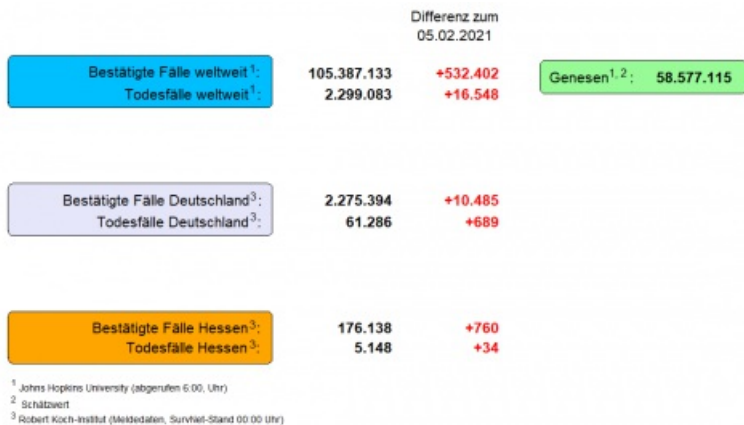 Differenz zum
05.02.2021
Bestätigte Fälle weltweit¹: 105.387.133 +532.402
Todesfälle weltweit¹: 2.299.083 +16.548
Genesen¹,²: 58.577.115
Bestätigte Fälle Deutschland³: 2.275.394 +10.485
Todesfälle Deutschland³: 61.286 +689
Bestätigte Fälle Hessen³: 176.138 +760
Todesfälle Hessen³: 5.148 +34
¹ Johns Hopkins University (abgerufen 6:00, Uhr)
² Schätzwert
³ Robert Koch-Institut (Meldedaten, SurvNet-Stand 00:00 Uhr)